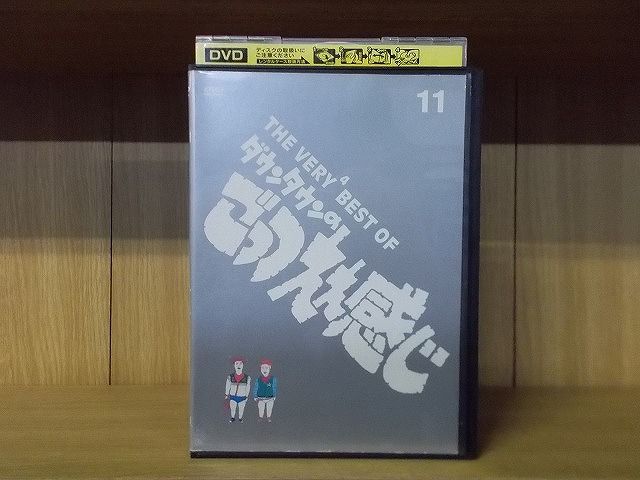 DVD
ディスクの取扱いに
ご注意ください
11
THE VERY4 BEST OF
ダウンタウンの
ごっつええ感じ